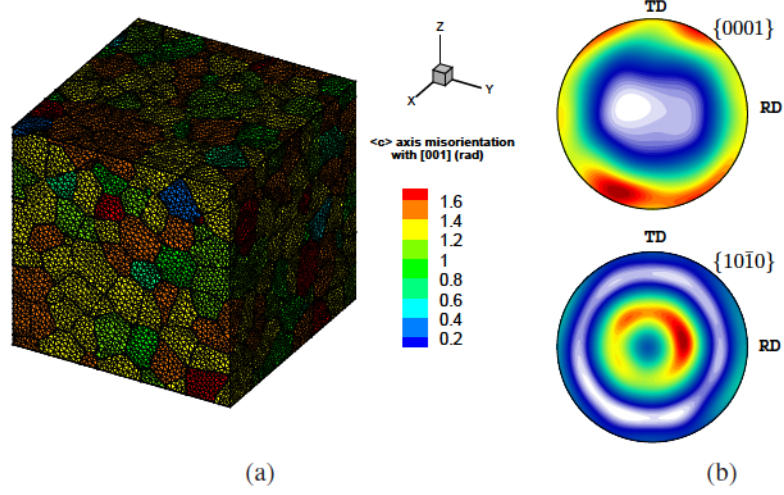 TD
{0001}
Z
RD
X
Y
<c> axis misorientation
with [001] (rad)
1.6
1.4
1.2
1
0.8
0.6
0.4
0.2
TD
{101̄0}
RD
(a)
(b)